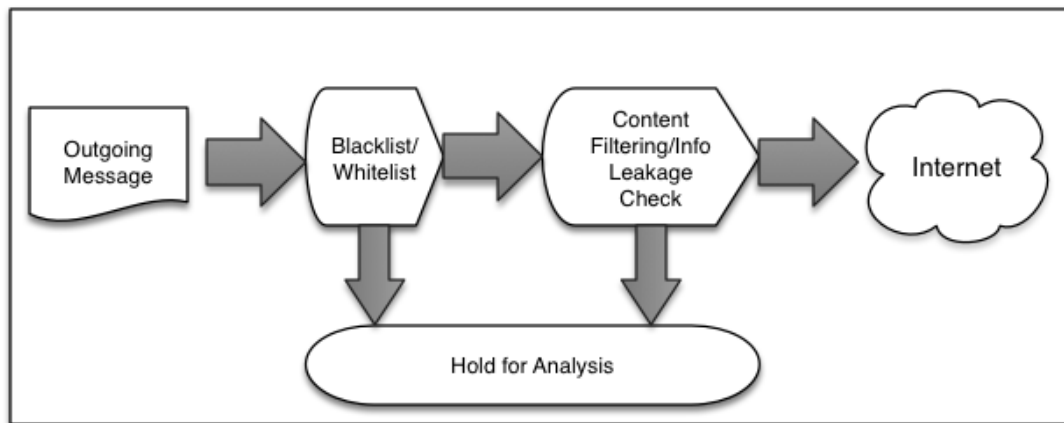 Outgoing
Message
Blacklist/
Whitelist
Content
Filtering/Info
Leakage
Check
Internet
Hold for Analysis